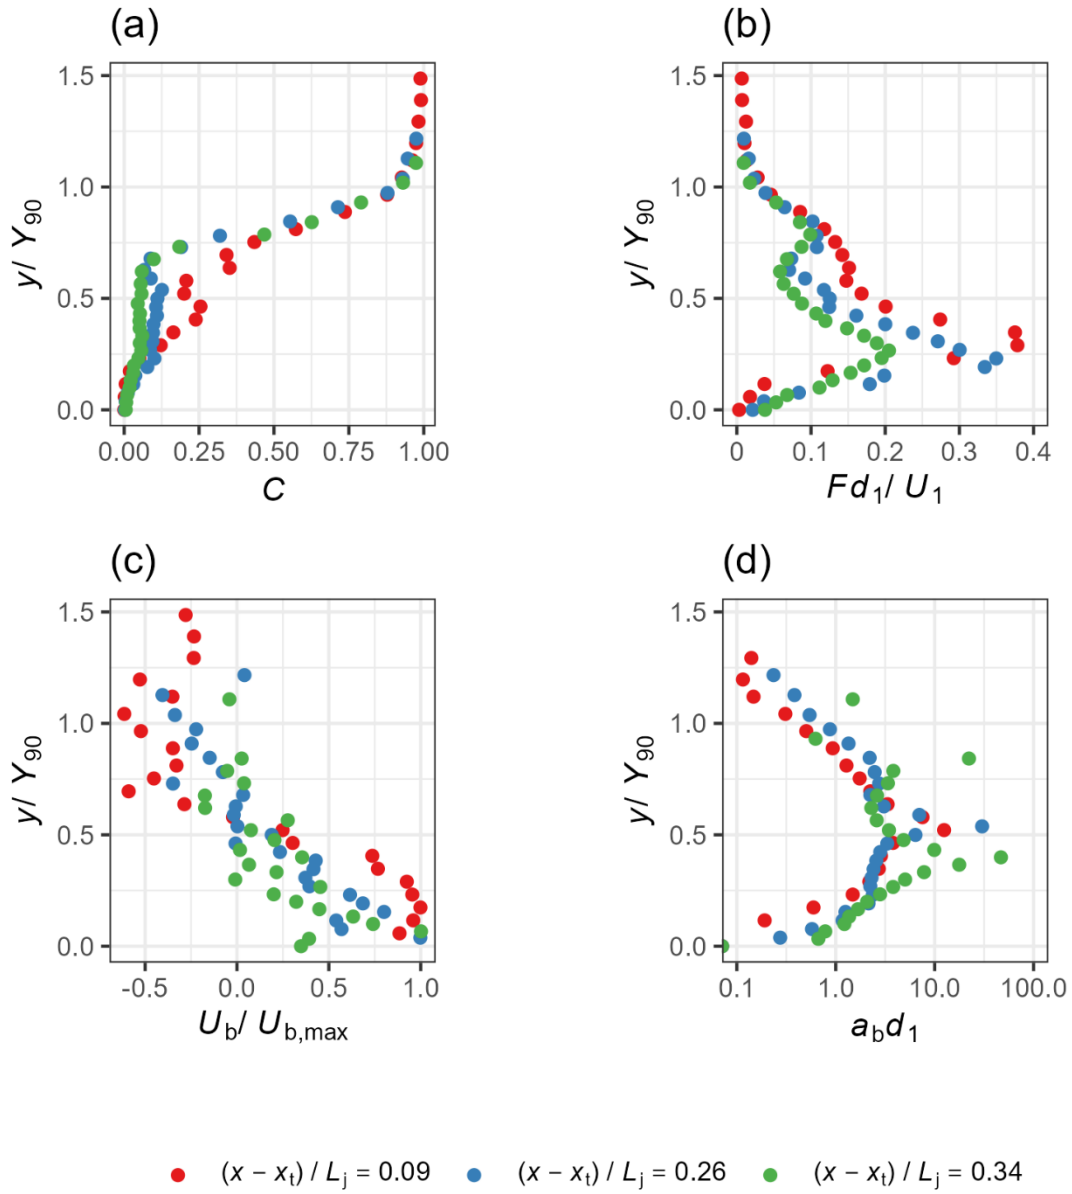 (a)
(b)
1.5
1.0
0.5
0.0
y/ Y90
0.00 0.25 0.50 0.75 1.00
C
1.5
1.0
0.5
0.0
y/ Y90
0 0.1 0.2 0.3 0.4
Fd1/ U1
(c)
(d)
1.5
1.0
0.5
0.0
y/ Y90
-0.5 0.0 0.5 1.0
Ub/ Ub,max
1.5
1.0
0.5
0.0
y/ Y90
0.1 1.0 10.0 100.0
abd1
(x − xt) / Lj = 0.09 (x − xt) / Lj = 0.26 (x − xt) / Lj = 0.34